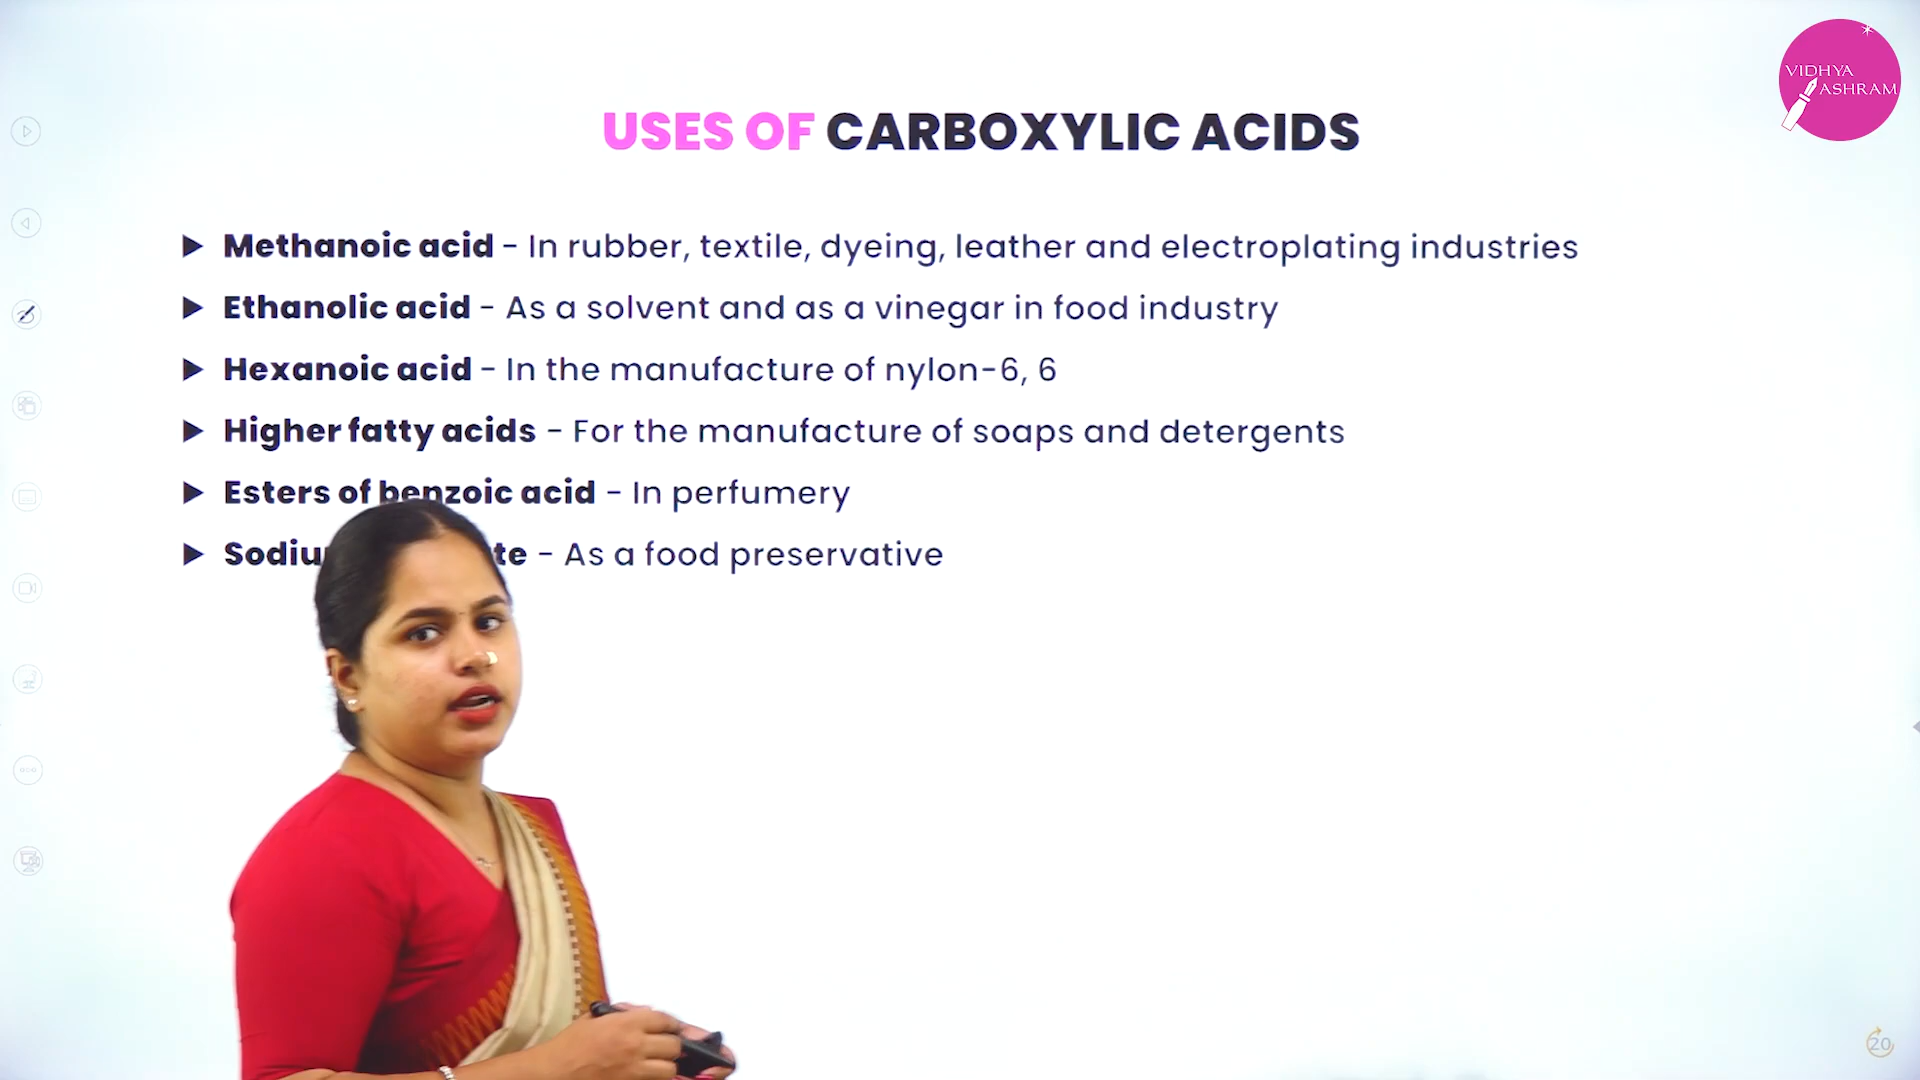 VIDHYA
ASHRAM
USES OF CARBOXYLIC ACIDS
Methanoic acid - In rubber, textile, dyeing, leather and electroplating industries
Ethanolic acid - As a solvent and as a vinegar in food industry
Hexanoic acid - In the manufacture of nylon-6, 6
Higher fatty acids - For the manufacture of soaps and detergents
Esters of benzoic acid - In perfumery
- As a food preservative
20